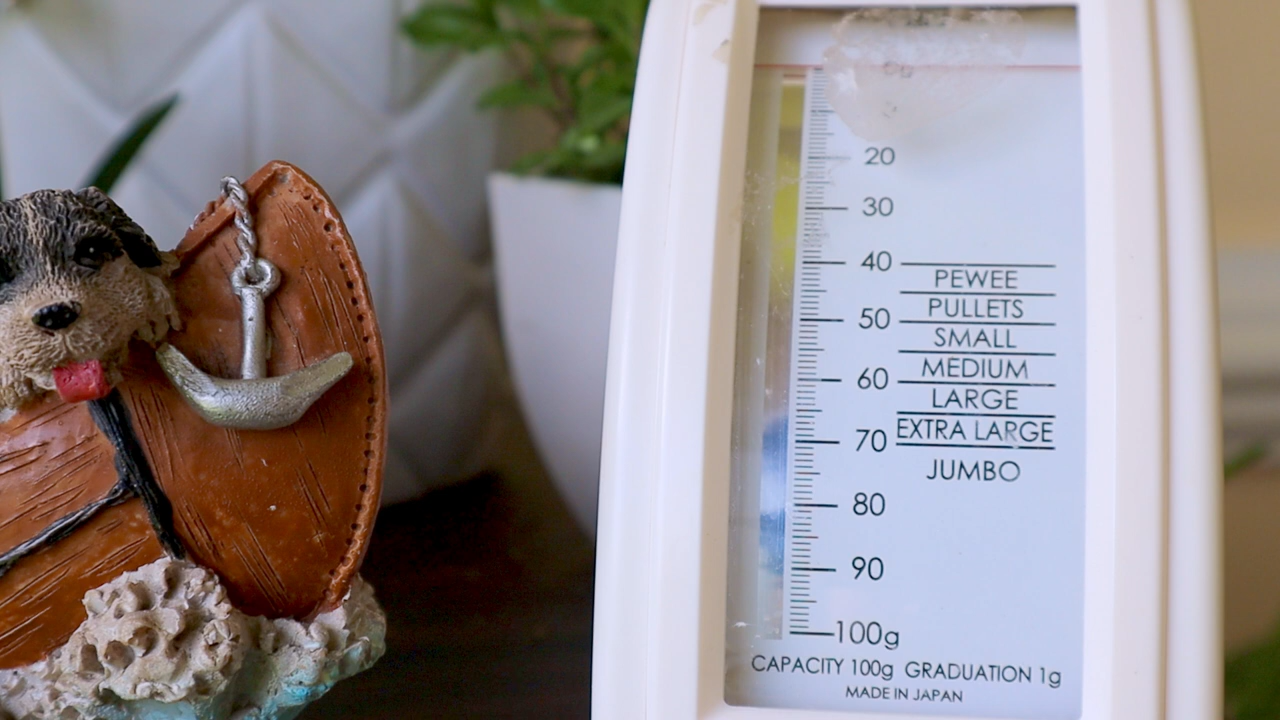 0g
20
30
40
PEWEE
PULLETS
50
SMALL
MEDIUM
60
LARGE
EXTRA LARGE
70
JUMBO
80
90
100g
CAPACITY 100g GRADUATION 1g
MADE IN JAPAN